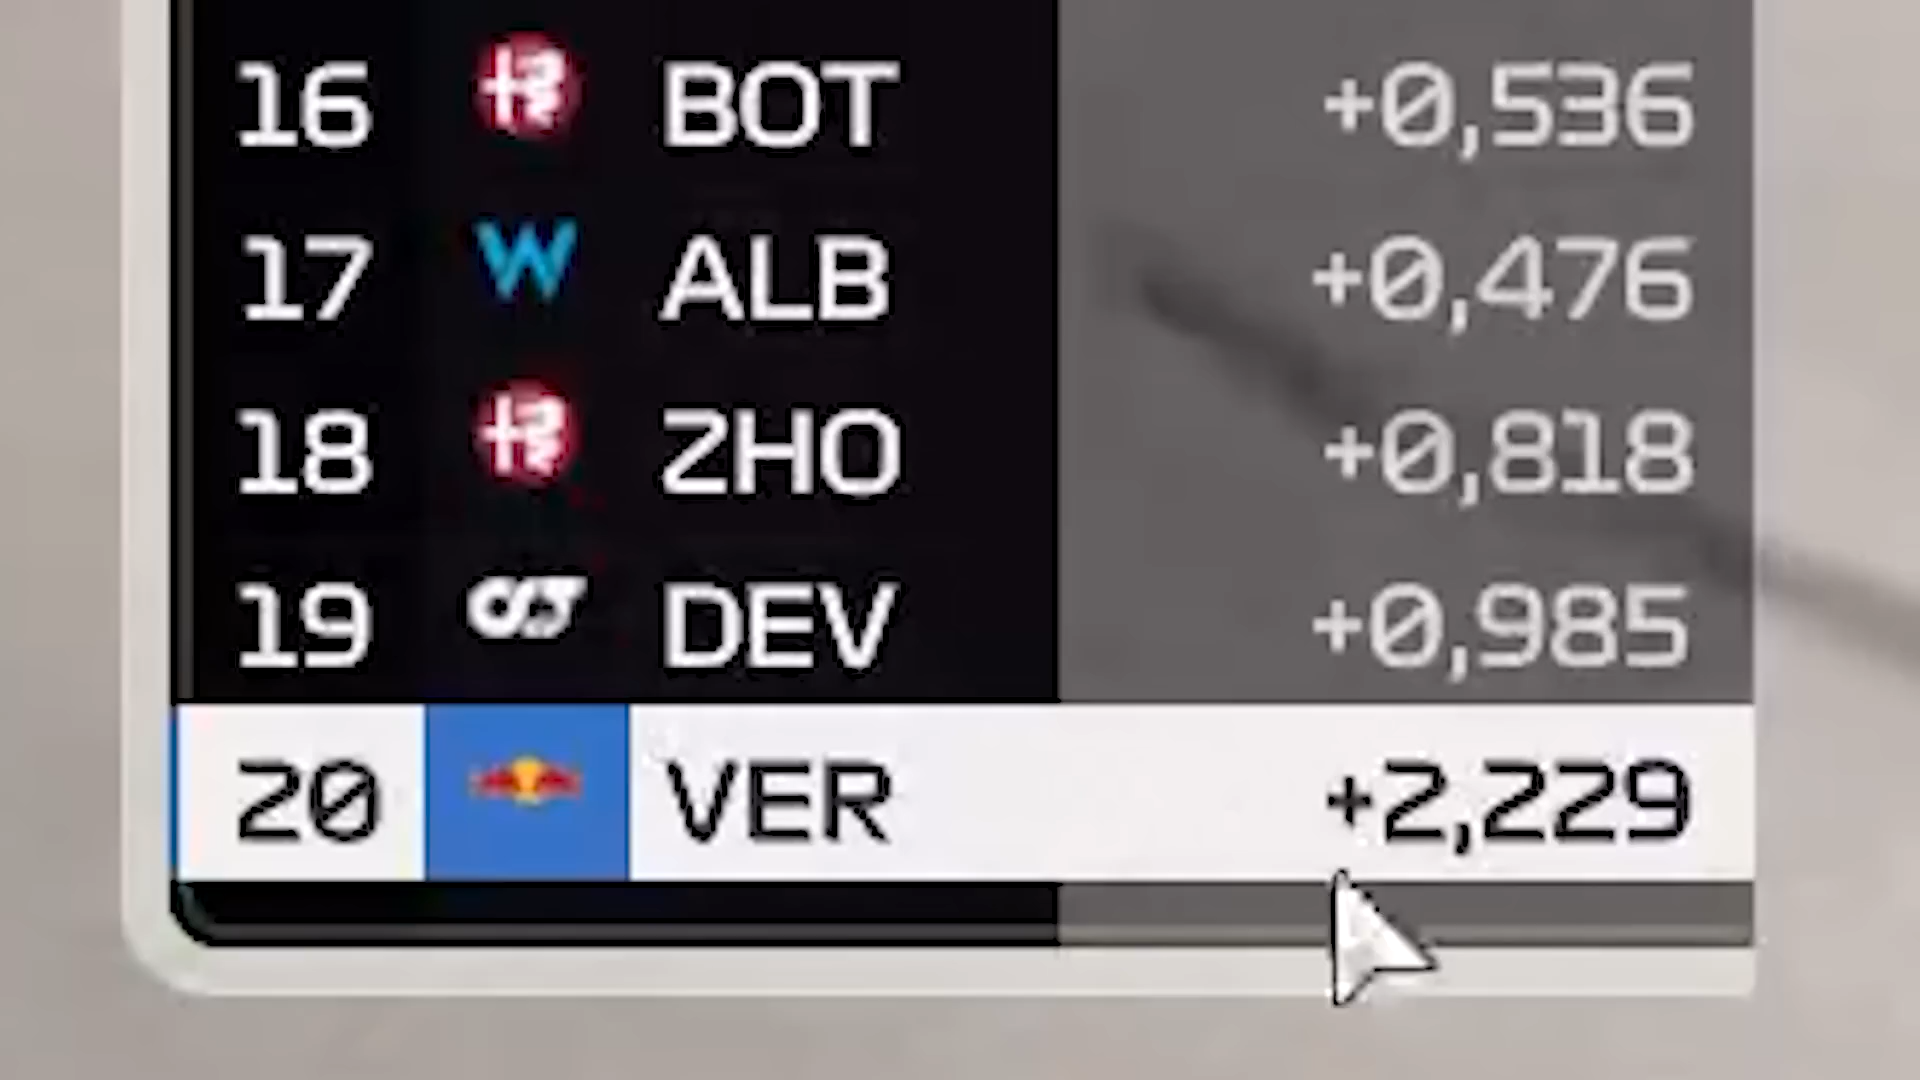 16 BOT +0,536
17 W ALB +0,476
18 ZHO +0,818
19 DEV +0,985
20 VER +2,229